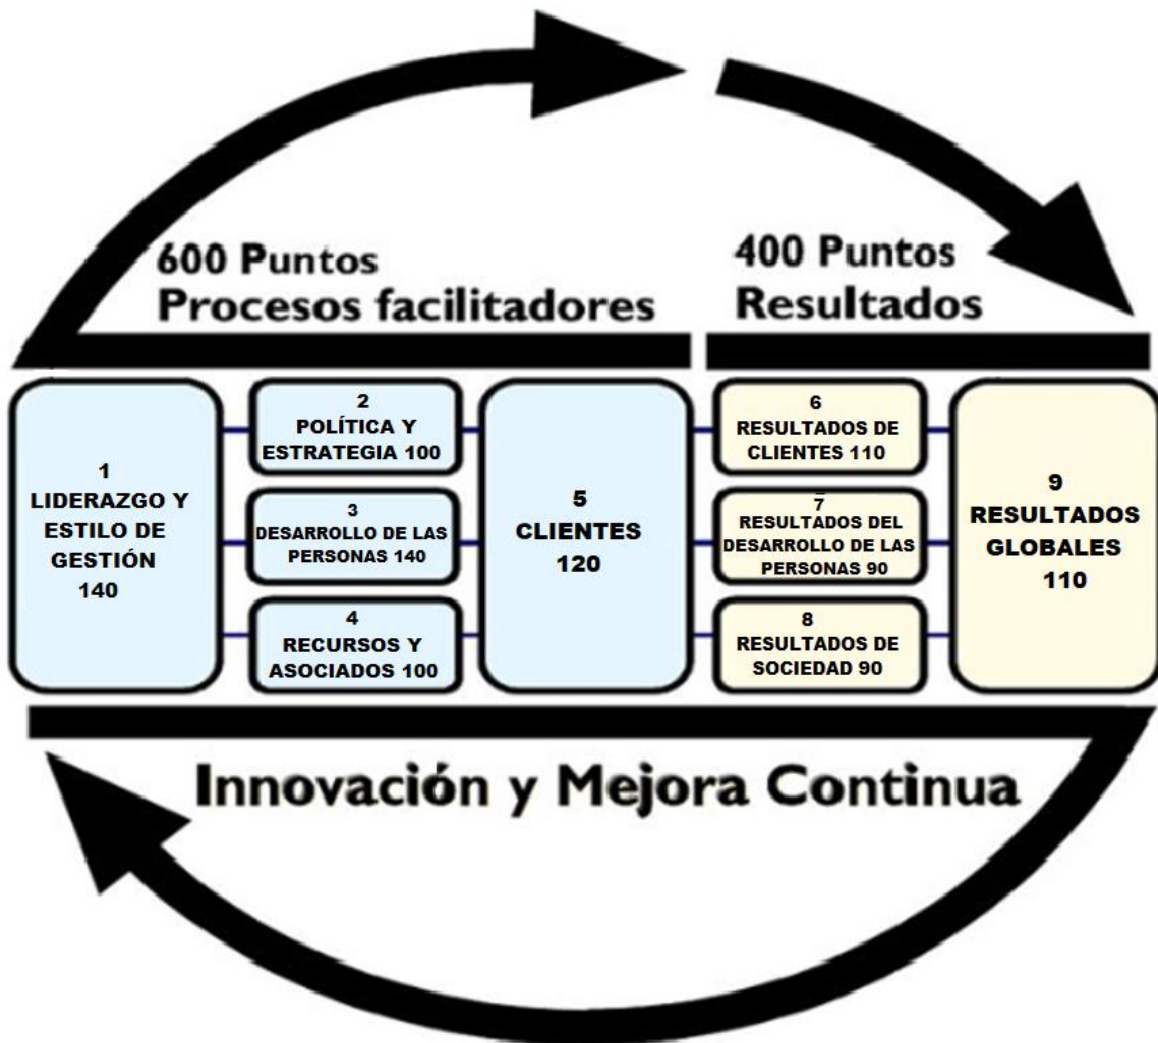 600 Puntos
Procesos facilitadores
400 Puntos
Resultados
1
LIDERAZGO Y
ESTILO DE
GESTIÓN
140
2
POLÍTICA Y
ESTRATEGIA 100
3
DESARROLLO DE LAS
PERSONAS 140
4
RECURSOS Y
ASOCIADOS 100
5
CLIENTES
120
6
RESULTADOS DE
CLIENTES 110
7
RESULTADOS DEL
DESARROLLO DE LAS
PERSONAS 90
8
RESULTADOS DE
SOCIEDAD 90
9
RESULTADOS
GLOBALES
110
Innovación y Mejora Continua